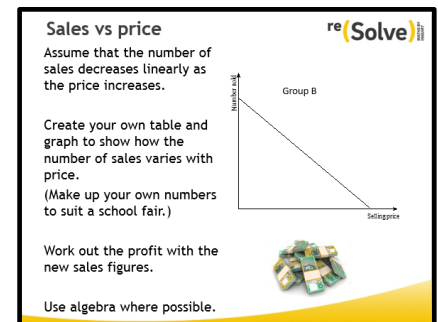 Sales vs price
re(Solve)
Assume that the number of
sales decreases linearly as
the price increases.
Create your own table and
graph to show how the
number of sales varies with
price.
(Make up your own numbers
to suit a school fair.)
Work out the profit with the
new sales figures.
Use algebra where possible.
Number sold
Group B
Selling price